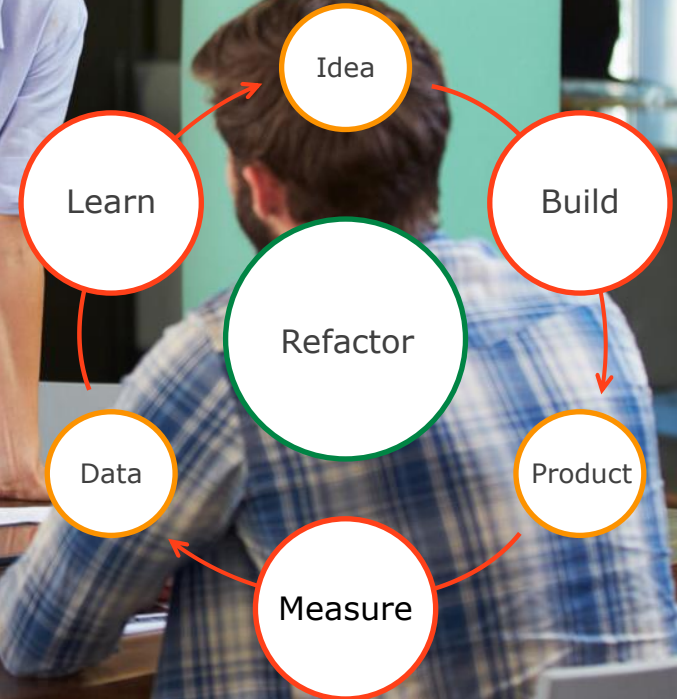 Idea
Build
Product
Measure
Data
Learn
Refactor